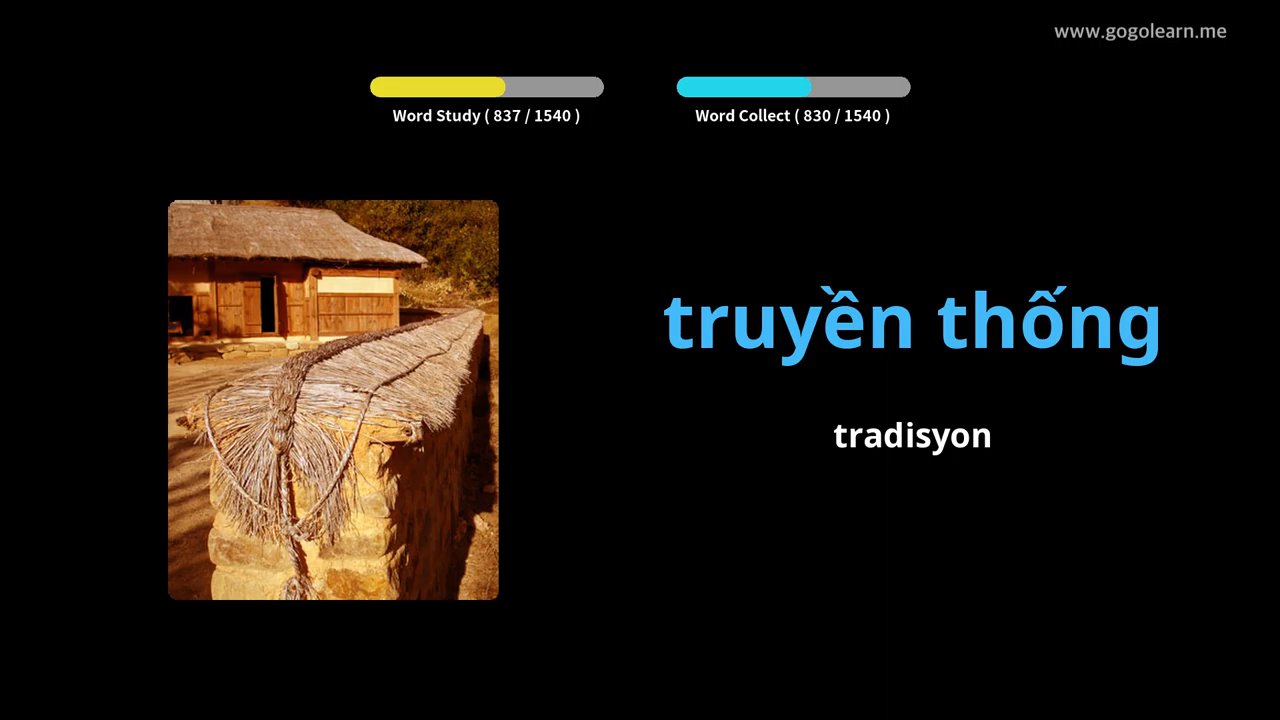 www.gogolearn.me
Word Study ( 837 / 1540 )
Word Collect ( 830 / 1540 )
truyền thống
tradisyon